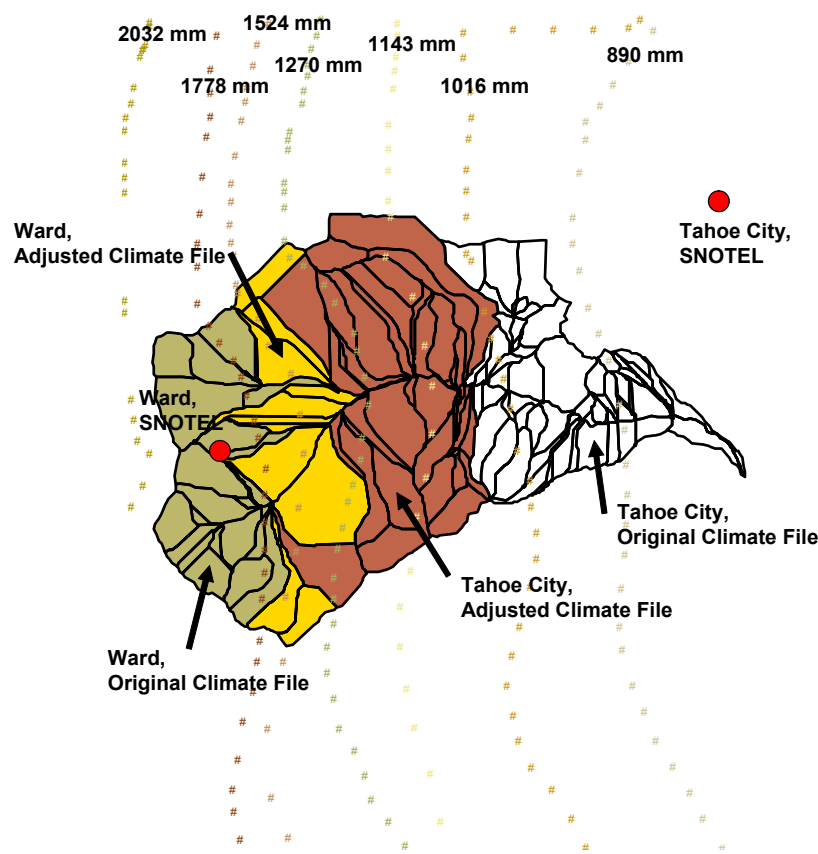 2032 mm
1524 mm
1270 mm
1143 mm
890 mm
1778 mm
1016 mm
Tahoe City,
SNOTEL
Ward,
Adjusted Climate File
Ward,
SNOTEL
Tahoe City,
Original Climate File
Tahoe City,
Adjusted Climate File
Ward,
Original Climate File